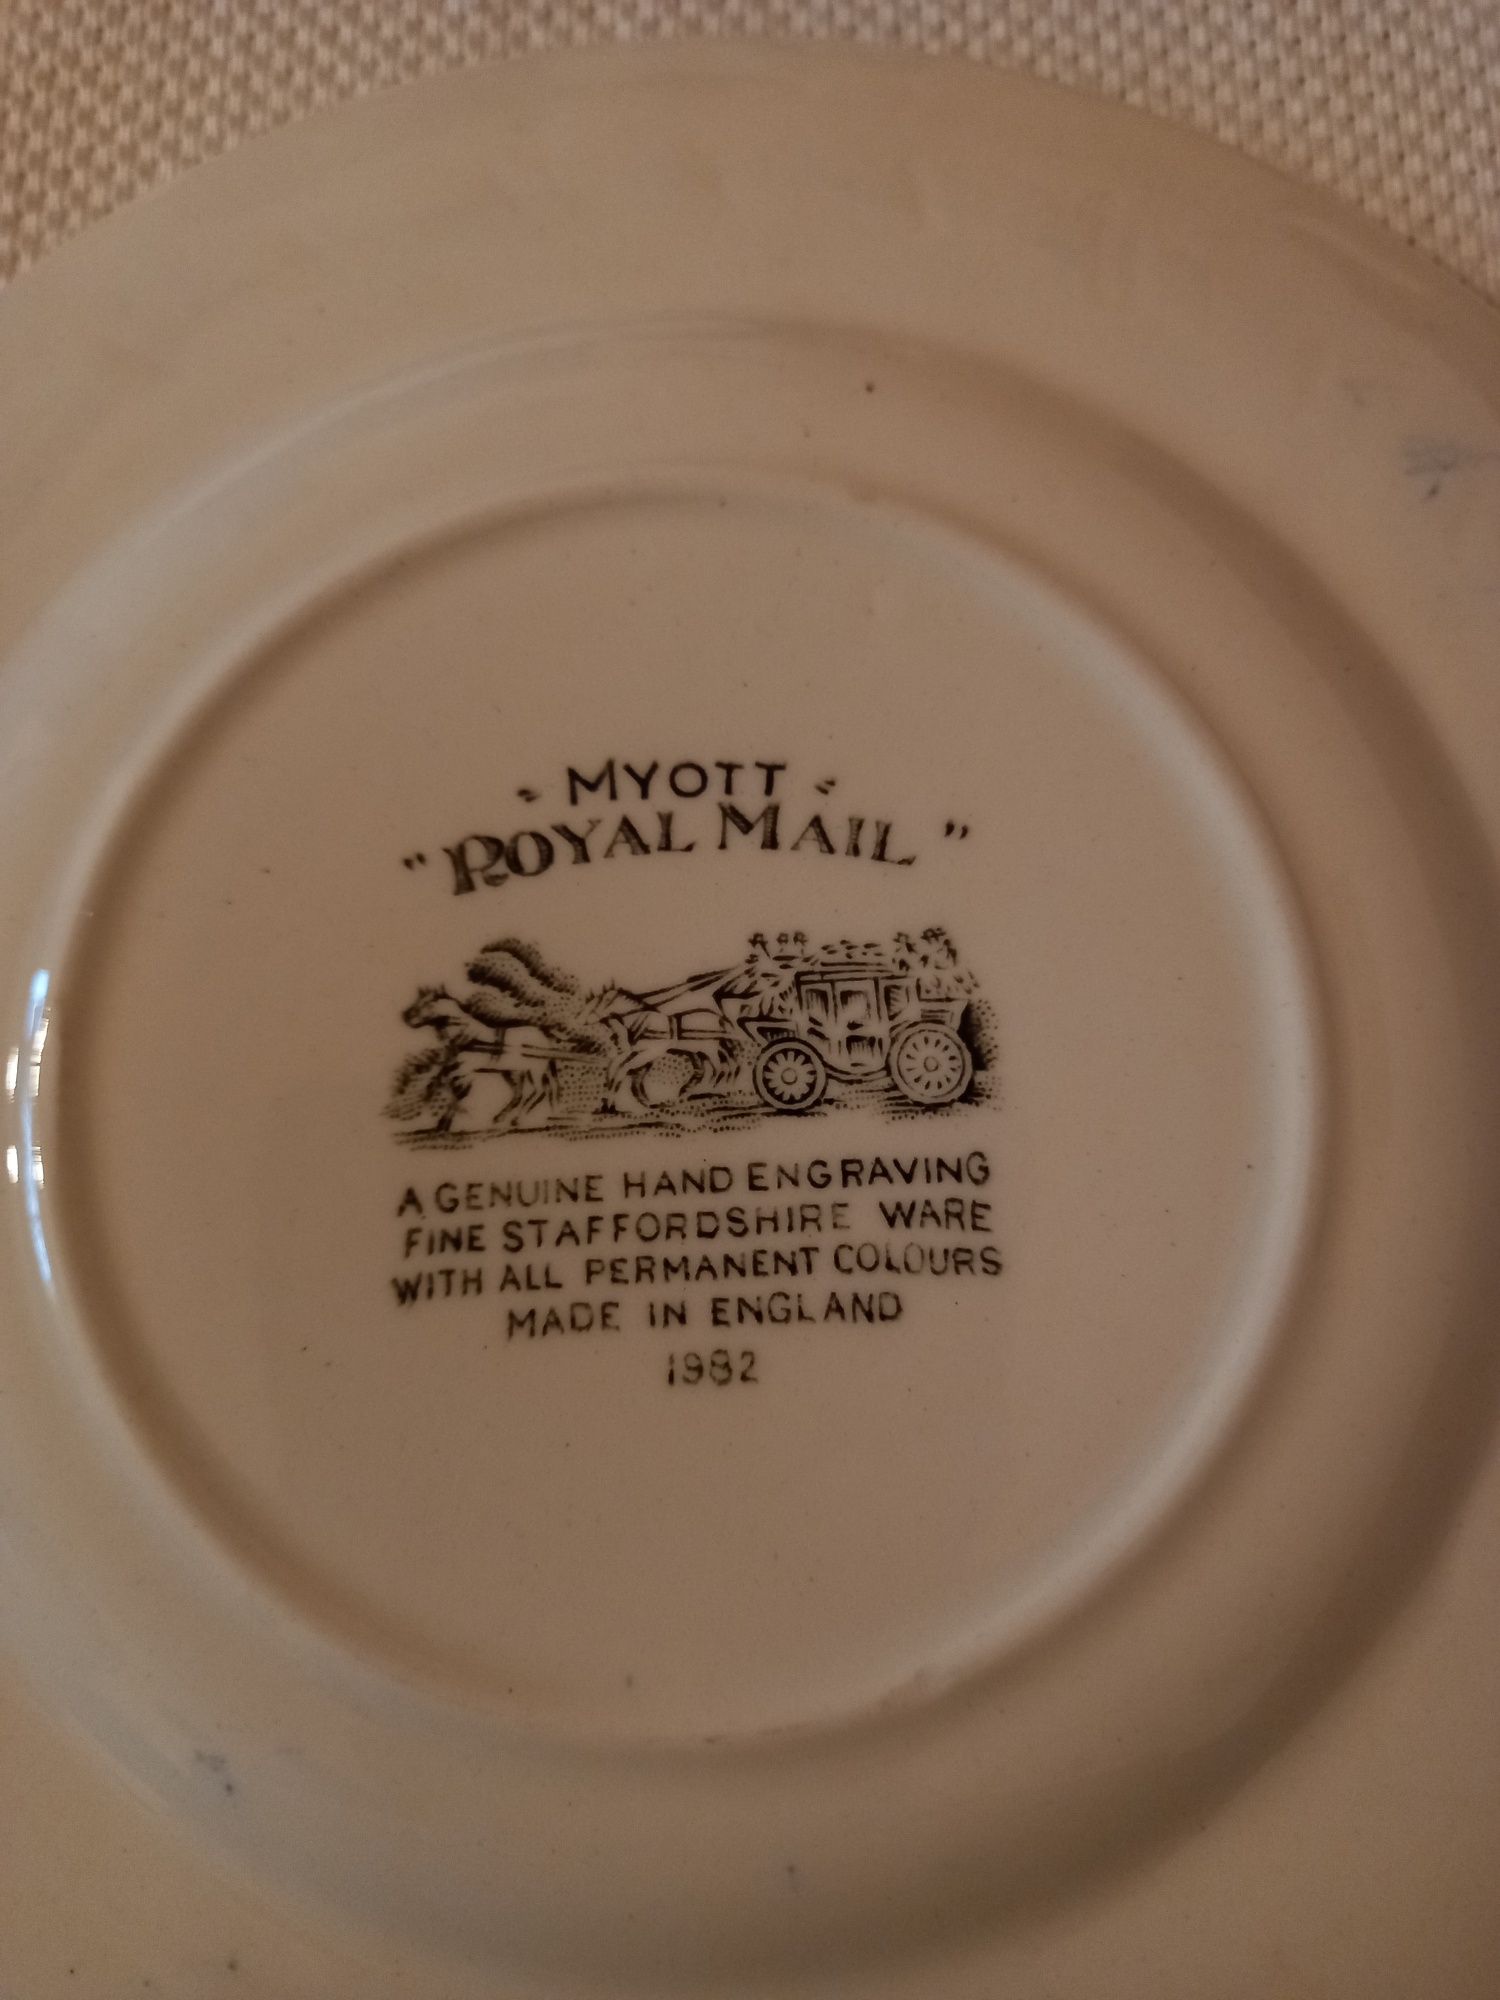 " MYOTT "
"ROYAL MAIL"
A GENUINE HAND ENGRAVING
FINE STAFFORDSHIRE WARE
WITH ALL PERMANENT COLOURS
MADE IN ENGLAND
1982